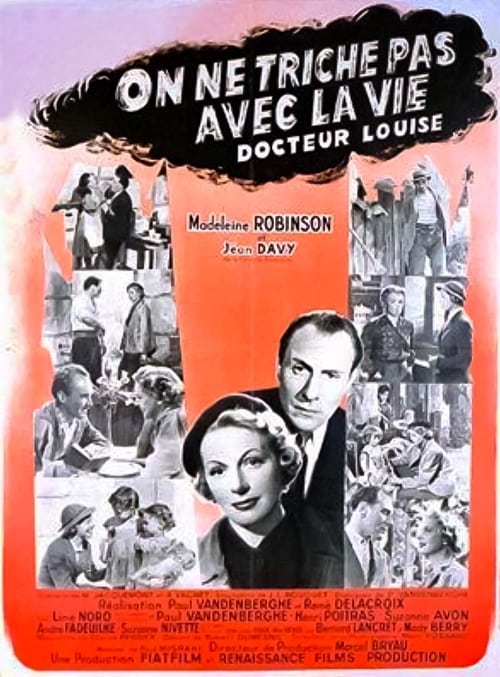 ON NE TRICHE PAS
AVEC LA VIE
DOCTEUR LOUISE
Madeleine ROBINSON
et
Jean DAVY
Réalisation Paul VANDENBERGHE et René DELACROIX
Line NORO Paul VANDENBERGHE Henri POITRAS Suzanne AVON
André FADEUILHE Suzanne NIVETTE Bernard LANCRET Mady BERRY
Directeur de Production Marcel BRYAU
Une Production FIATFILM et RENAISSANCE FILMS PRODUCTION